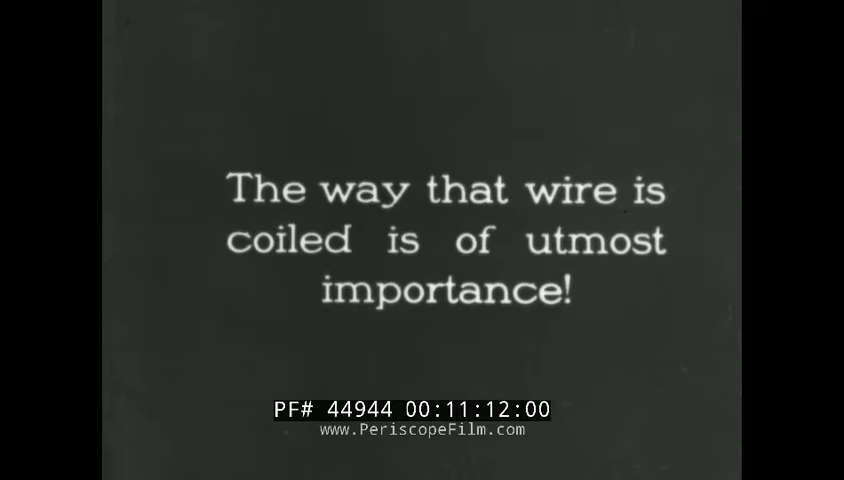 The way that wire is
coiled is of utmost
importance!
PF# 44944 00:11:12:00
www.PeriscopeFilm.com